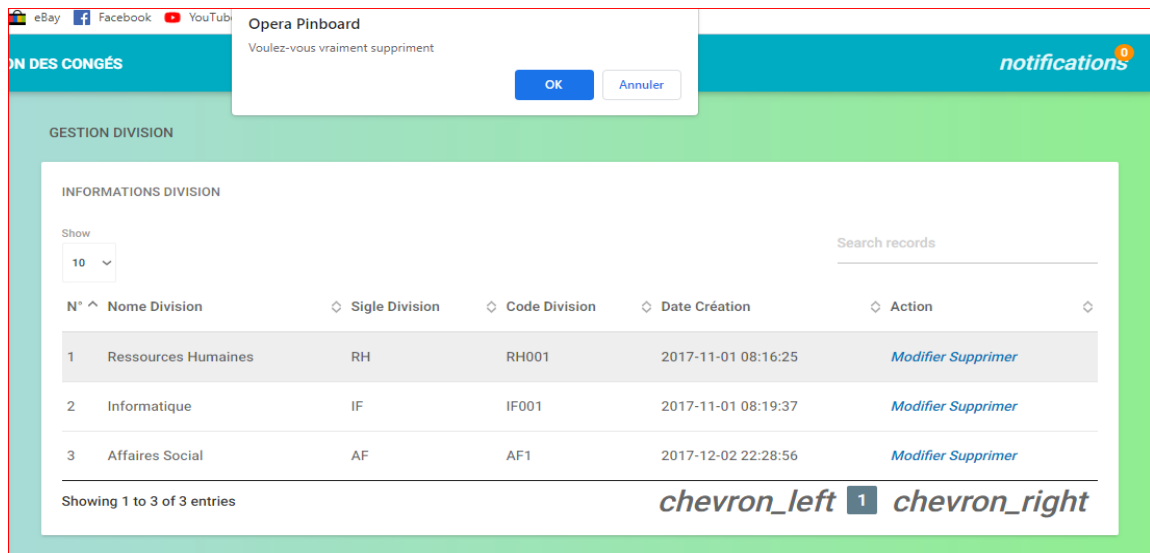 eBay Facebook YouTub
Opera Pinboard
Voulez-vous vraiment suppriment
OK Annuler
ON DES CONGÉS
notifications
0
GESTION DIVISION
INFORMATIONS DIVISION
Show
10
Search records
N° Nome Division Sigle Division Code Division Date Création Action
1 Ressources Humaines RH RH001 2017-11-01 08:16:25 Modifier Supprimer
2 Informatique IF IF001 2017-11-01 08:19:37 Modifier Supprimer
3 Affaires Social AF AF1 2017-12-02 22:28:56 Modifier Supprimer
Showing 1 to 3 of 3 entries
chevron_left 1 chevron_right